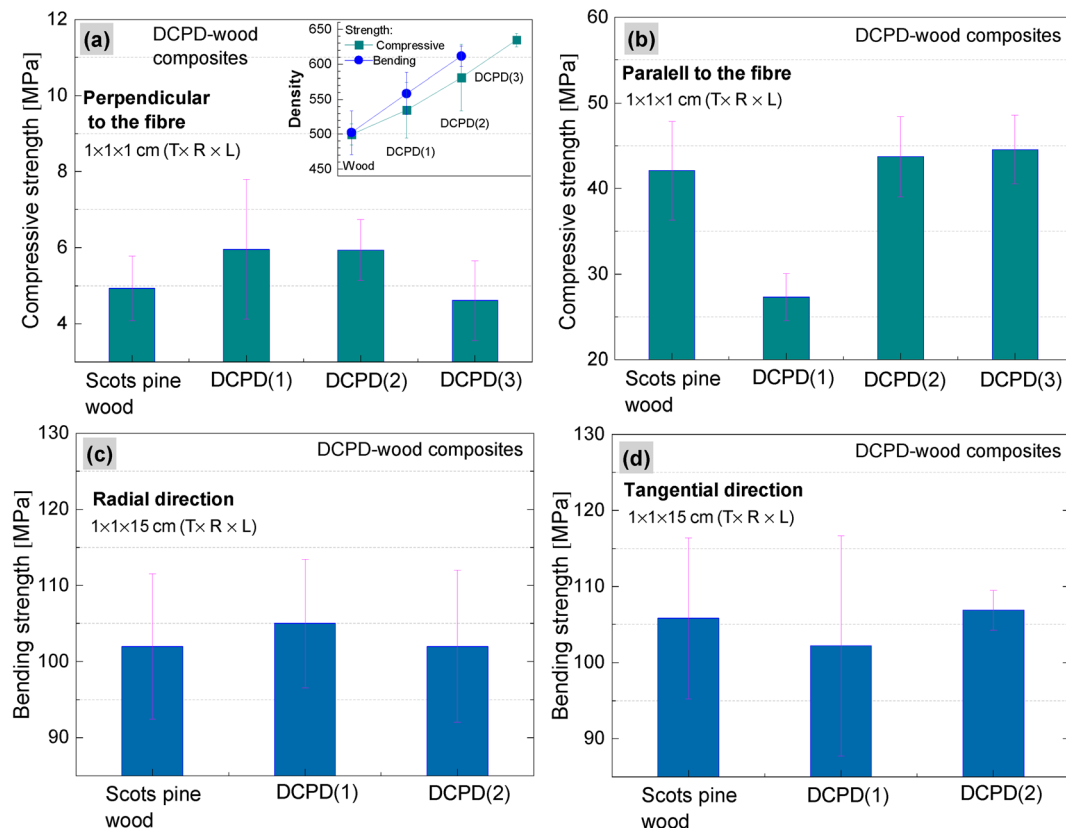 (a)
DCPD-wood
composites
Perpendicular
to the fibre
1×1×1 cm (T× R × L)
Compressive strength [MPa]
12
10
8
6
4
Scots pine
wood
DCPD(1)
DCPD(2)
DCPD(3)
Strength:
Compressive
Bending
Density
650
600
550
500
450
Wood
DCPD(1)
DCPD(2)
DCPD(3)
(b)
DCPD-wood composites
Paralell to the fibre
1×1×1 cm (T× R × L)
Compressive strength [MPa]
60
50
40
30
20
Scots pine
wood
DCPD(1)
DCPD(2)
DCPD(3)
(c)
DCPD-wood composites
Radial direction
1×1×15 cm (T× R × L)
Bending strength [MPa]
130
120
110
100
90
Scots pine
wood
DCPD(1)
DCPD(2)
(d)
DCPD-wood composites
Tangential direction
1×1×15 cm (T× R × L)
Bending strength [MPa]
130
120
110
100
90
Scots pine
wood
DCPD(1)
DCPD(2)